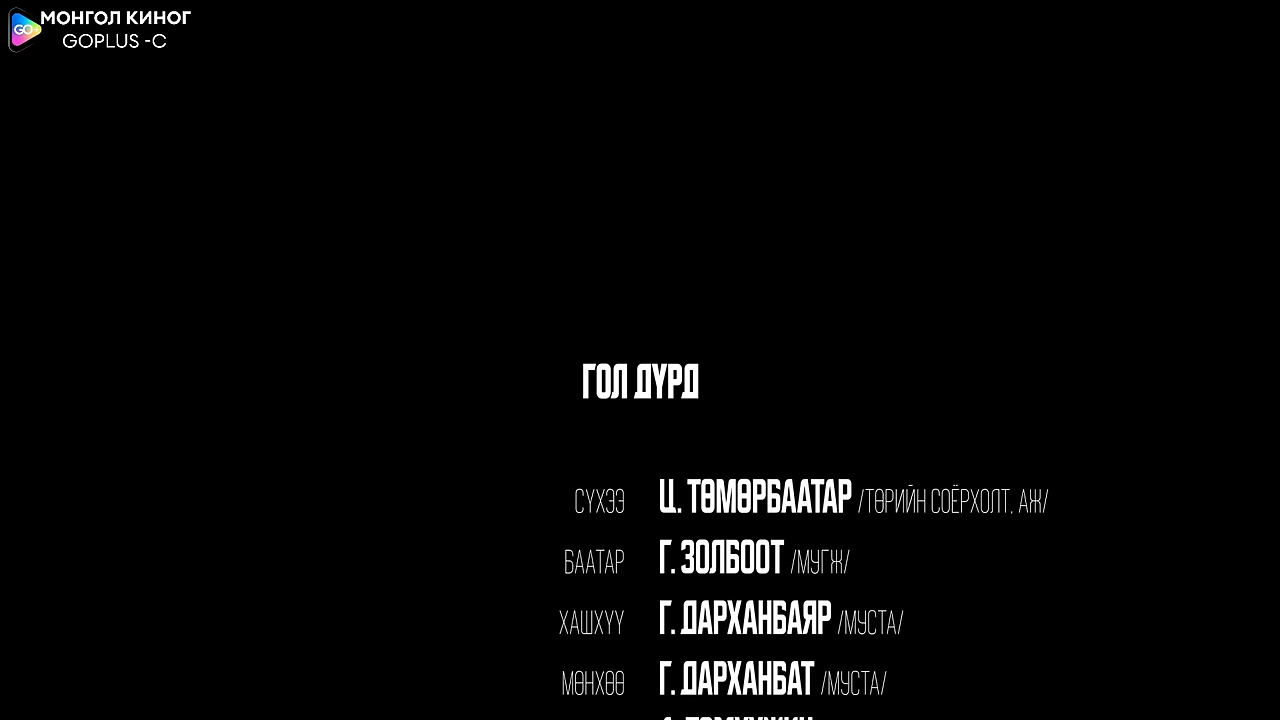 GO
МОНГОЛ КИНОГ
GOPLUS -С
ГОЛ ДҮРД
СҮХЭЭ Ц. ТӨМӨРБААТАР /ТӨРИЙН СОЁРХОЛТ, АЖ/
БААТАР Г. ЗОЛБООТ /МУГЖ/
ХАШХҮҮ Г. ДАРХАНБАЯР /МУСТА/
МӨНХӨӨ Г. ДАРХАНБАТ /МУСТА/